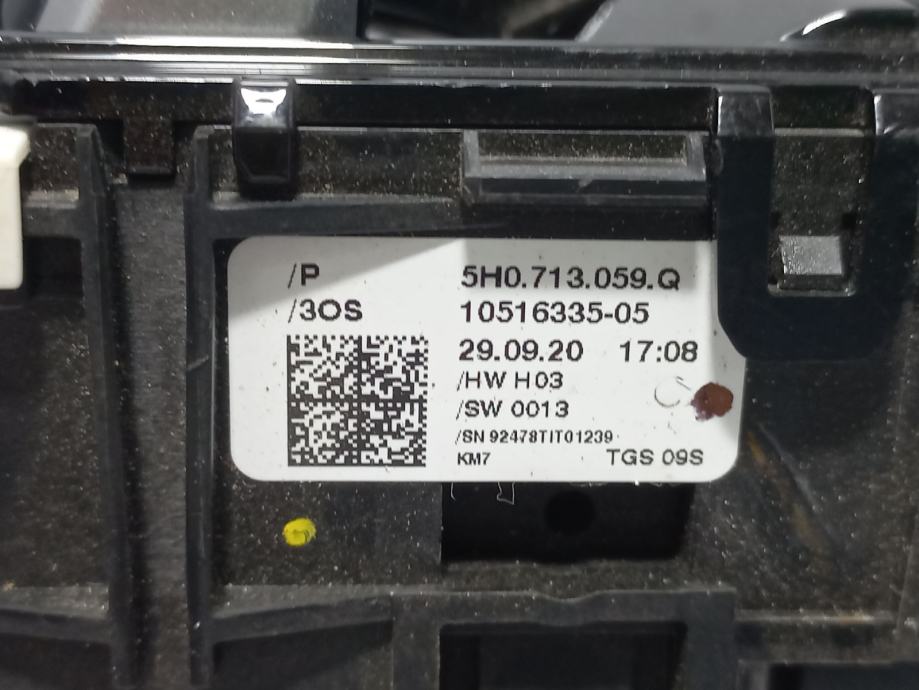 /P 5H0.713.059.Q
/3OS 10516335-05
29.09.20 17:08
/HW H03
/SW 0013
/SN 92478TIT01239
KM7 TGS 09S